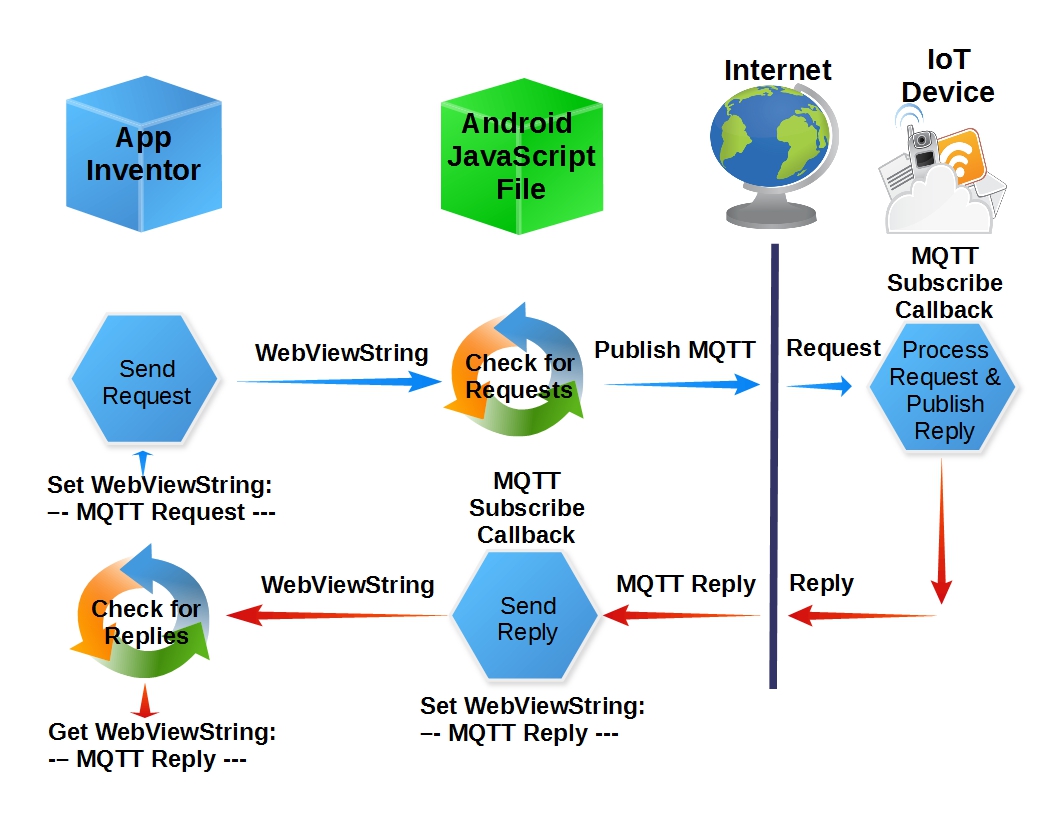 App
Inventor
Android
JavaScript
File
Internet
IoT
Device
MQTT
Subscribe
Callback
Send
Request
WebViewString
Check for
Requests
Publish MQTT
Request
Process
Request &
Publish
Reply
Set WebViewString:
–- MQTT Request ---
MQTT
Subscribe
Callback
Check for
Replies
WebViewString
Send
Reply
MQTT Reply
Reply
Set WebViewString:
–- MQTT Reply ---
Get WebViewString:
-– MQTT Reply ---